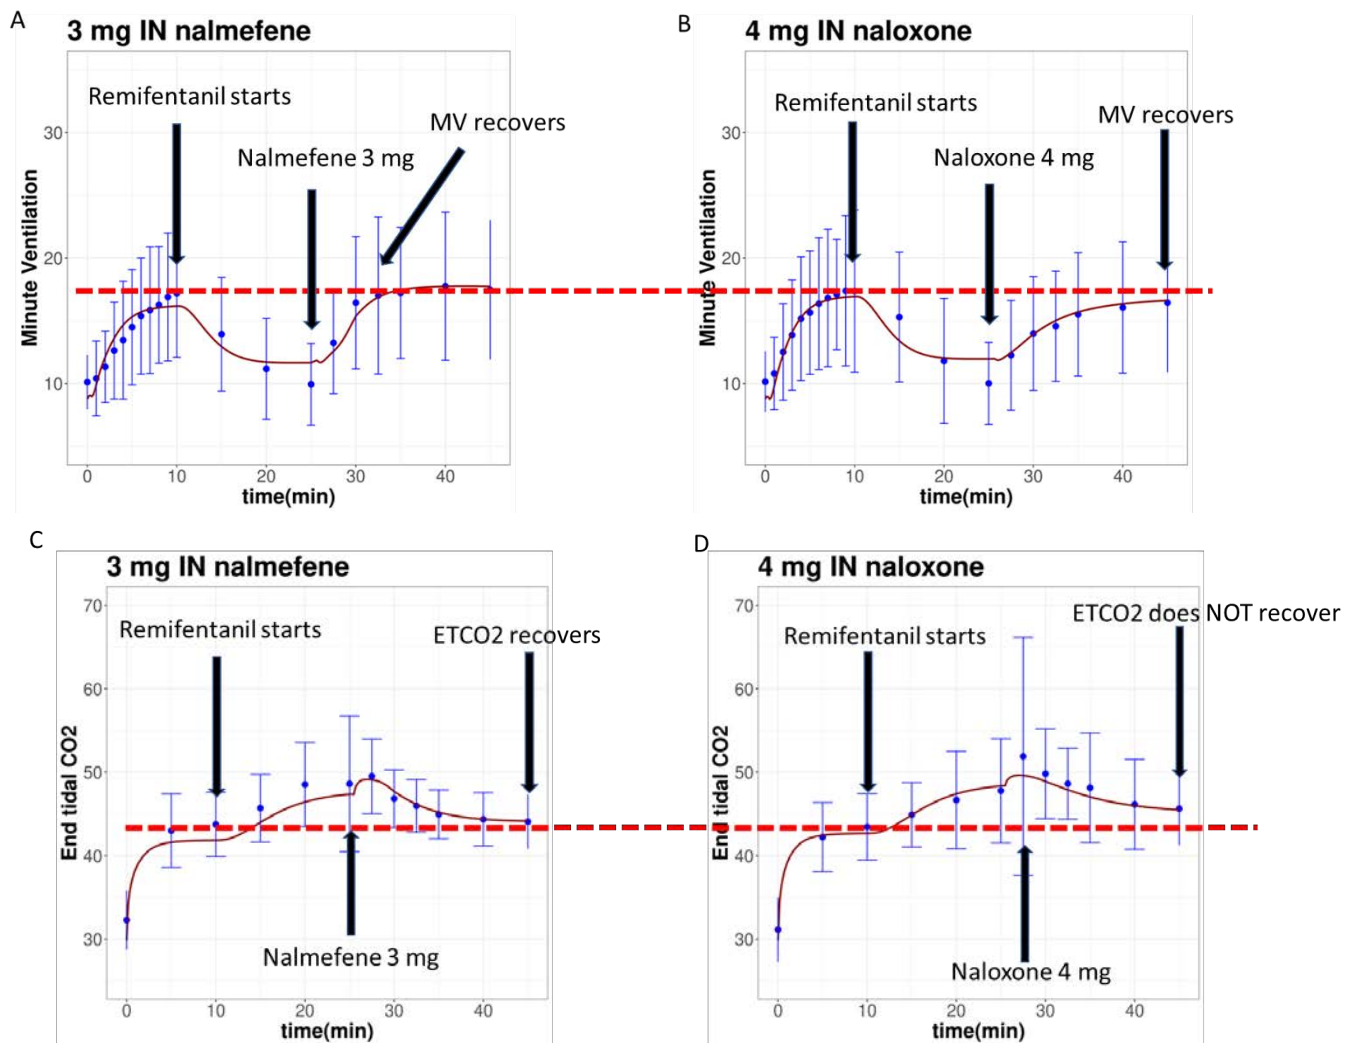 A
3 mg IN nalmefene
Remifentanil starts
MV recovers
Nalmefene 3 mg
Minute Ventilation
30
20
10
0 10 20 30 40
time(min)
B
4 mg IN naloxone
Remifentanil starts
MV recovers
Naloxone 4 mg
Minute Ventilation
30
20
10
0 10 20 30 40
time(min)
C
3 mg IN nalmefene
Remifentanil starts
ETCO2 recovers
End tidal CO2
70
60
50
40
30
Nalmefene 3 mg
0 10 20 30 40
time(min)
D
4 mg IN naloxone
ETCO2 does NOT recover
Remifentanil starts
End tidal CO2
70
60
50
40
30
Naloxone 4 mg
0 10 20 30 40
time(min)